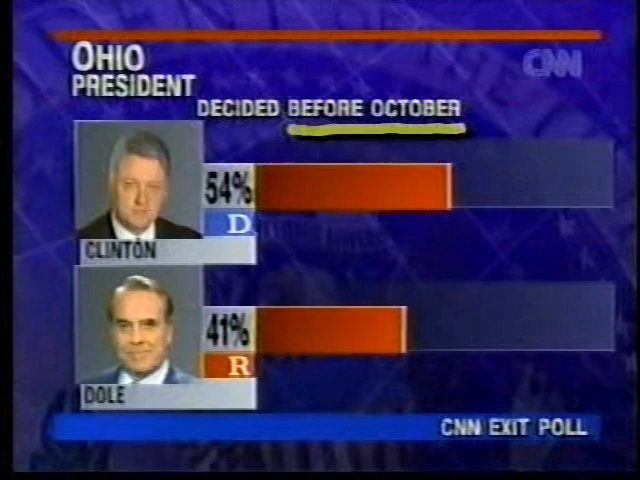 OHIO
CNN
PRESIDENT
DECIDED BEFORE OCTOBER
54%
D
CLINTON
41%
R
DOLE
CNN EXIT POLL